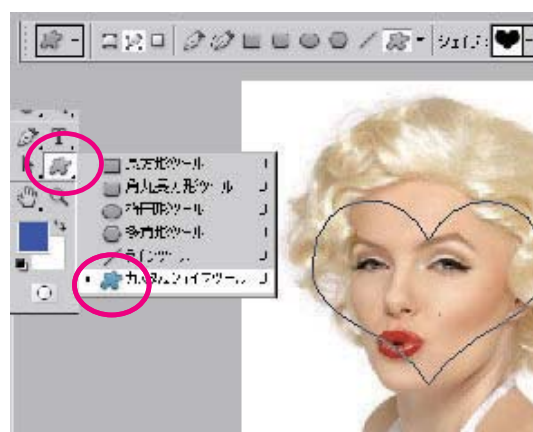 シェイプ:
T.
長方形ツール U
角丸長方形ツール U
楕円形ツール U
多角形ツール U
ラインツール U
カスタムシェイプツール U